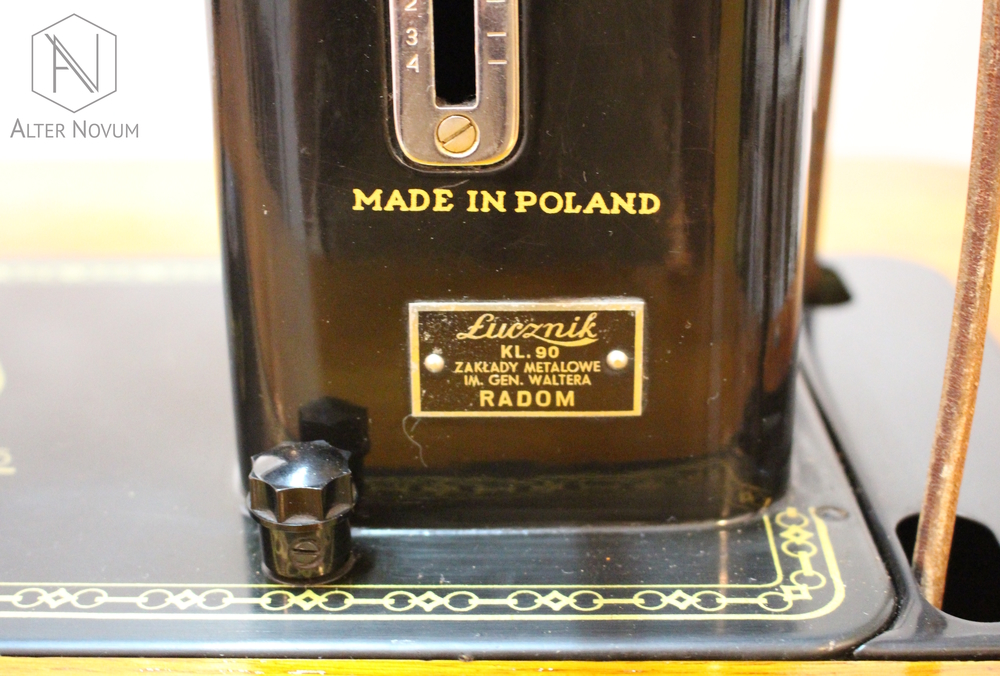 ALTER NOVUM
2
3
4
MADE IN POLAND
Łucznik
KL. 90
ZAKŁADY METALOWE
IM. GEN. WALTERA
RADOM